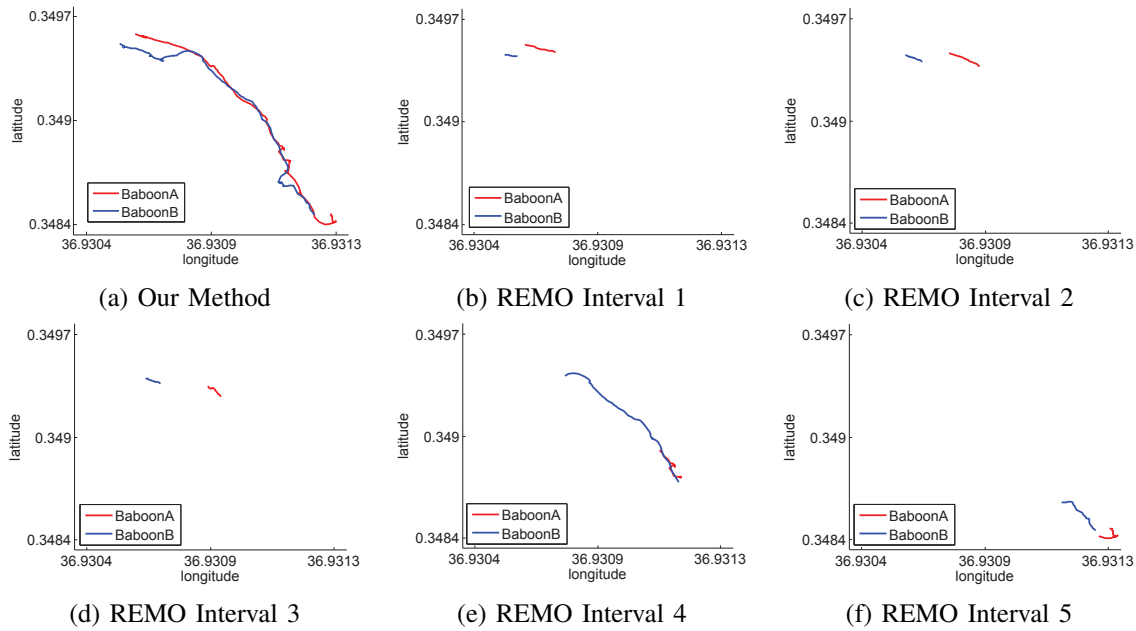 0.3497
0.349
0.3484
latitude
BaboonA
BaboonB
36.9304
36.9309
36.9313
longitude
(a) Our Method
0.3497
0.349
0.3484
latitude
BaboonA
BaboonB
36.9304
36.9309
36.9313
longitude
(b) REMO Interval 1
0.3497
0.349
0.3484
latitude
BaboonA
BaboonB
36.9304
36.9309
36.9313
longitude
(c) REMO Interval 2
0.3497
0.349
0.3484
latitude
BaboonA
BaboonB
36.9304
36.9309
36.9313
longitude
(d) REMO Interval 3
0.3497
0.349
0.3484
latitude
BaboonA
BaboonB
36.9304
36.9309
36.9313
longitude
(e) REMO Interval 4
0.3497
0.349
0.3484
latitude
BaboonA
BaboonB
36.9304
36.9309
36.9313
longitude
(f) REMO Interval 5